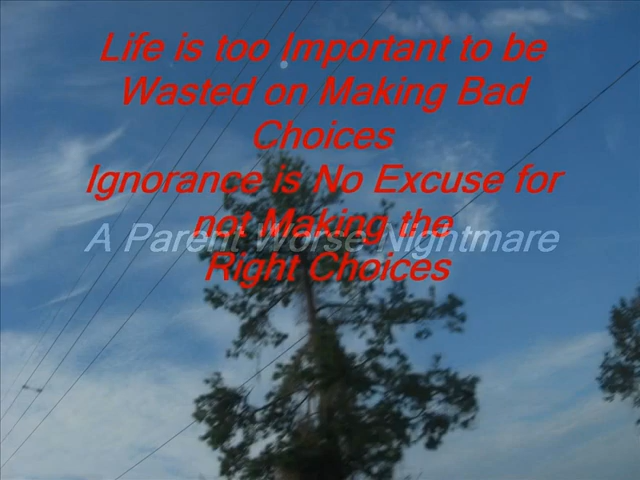 Life is too Important to be
Wasted on Making Bad
Choices
Ignorance is No Excuse for
not Making the
A Parent Worse Nightmare
Right Choices